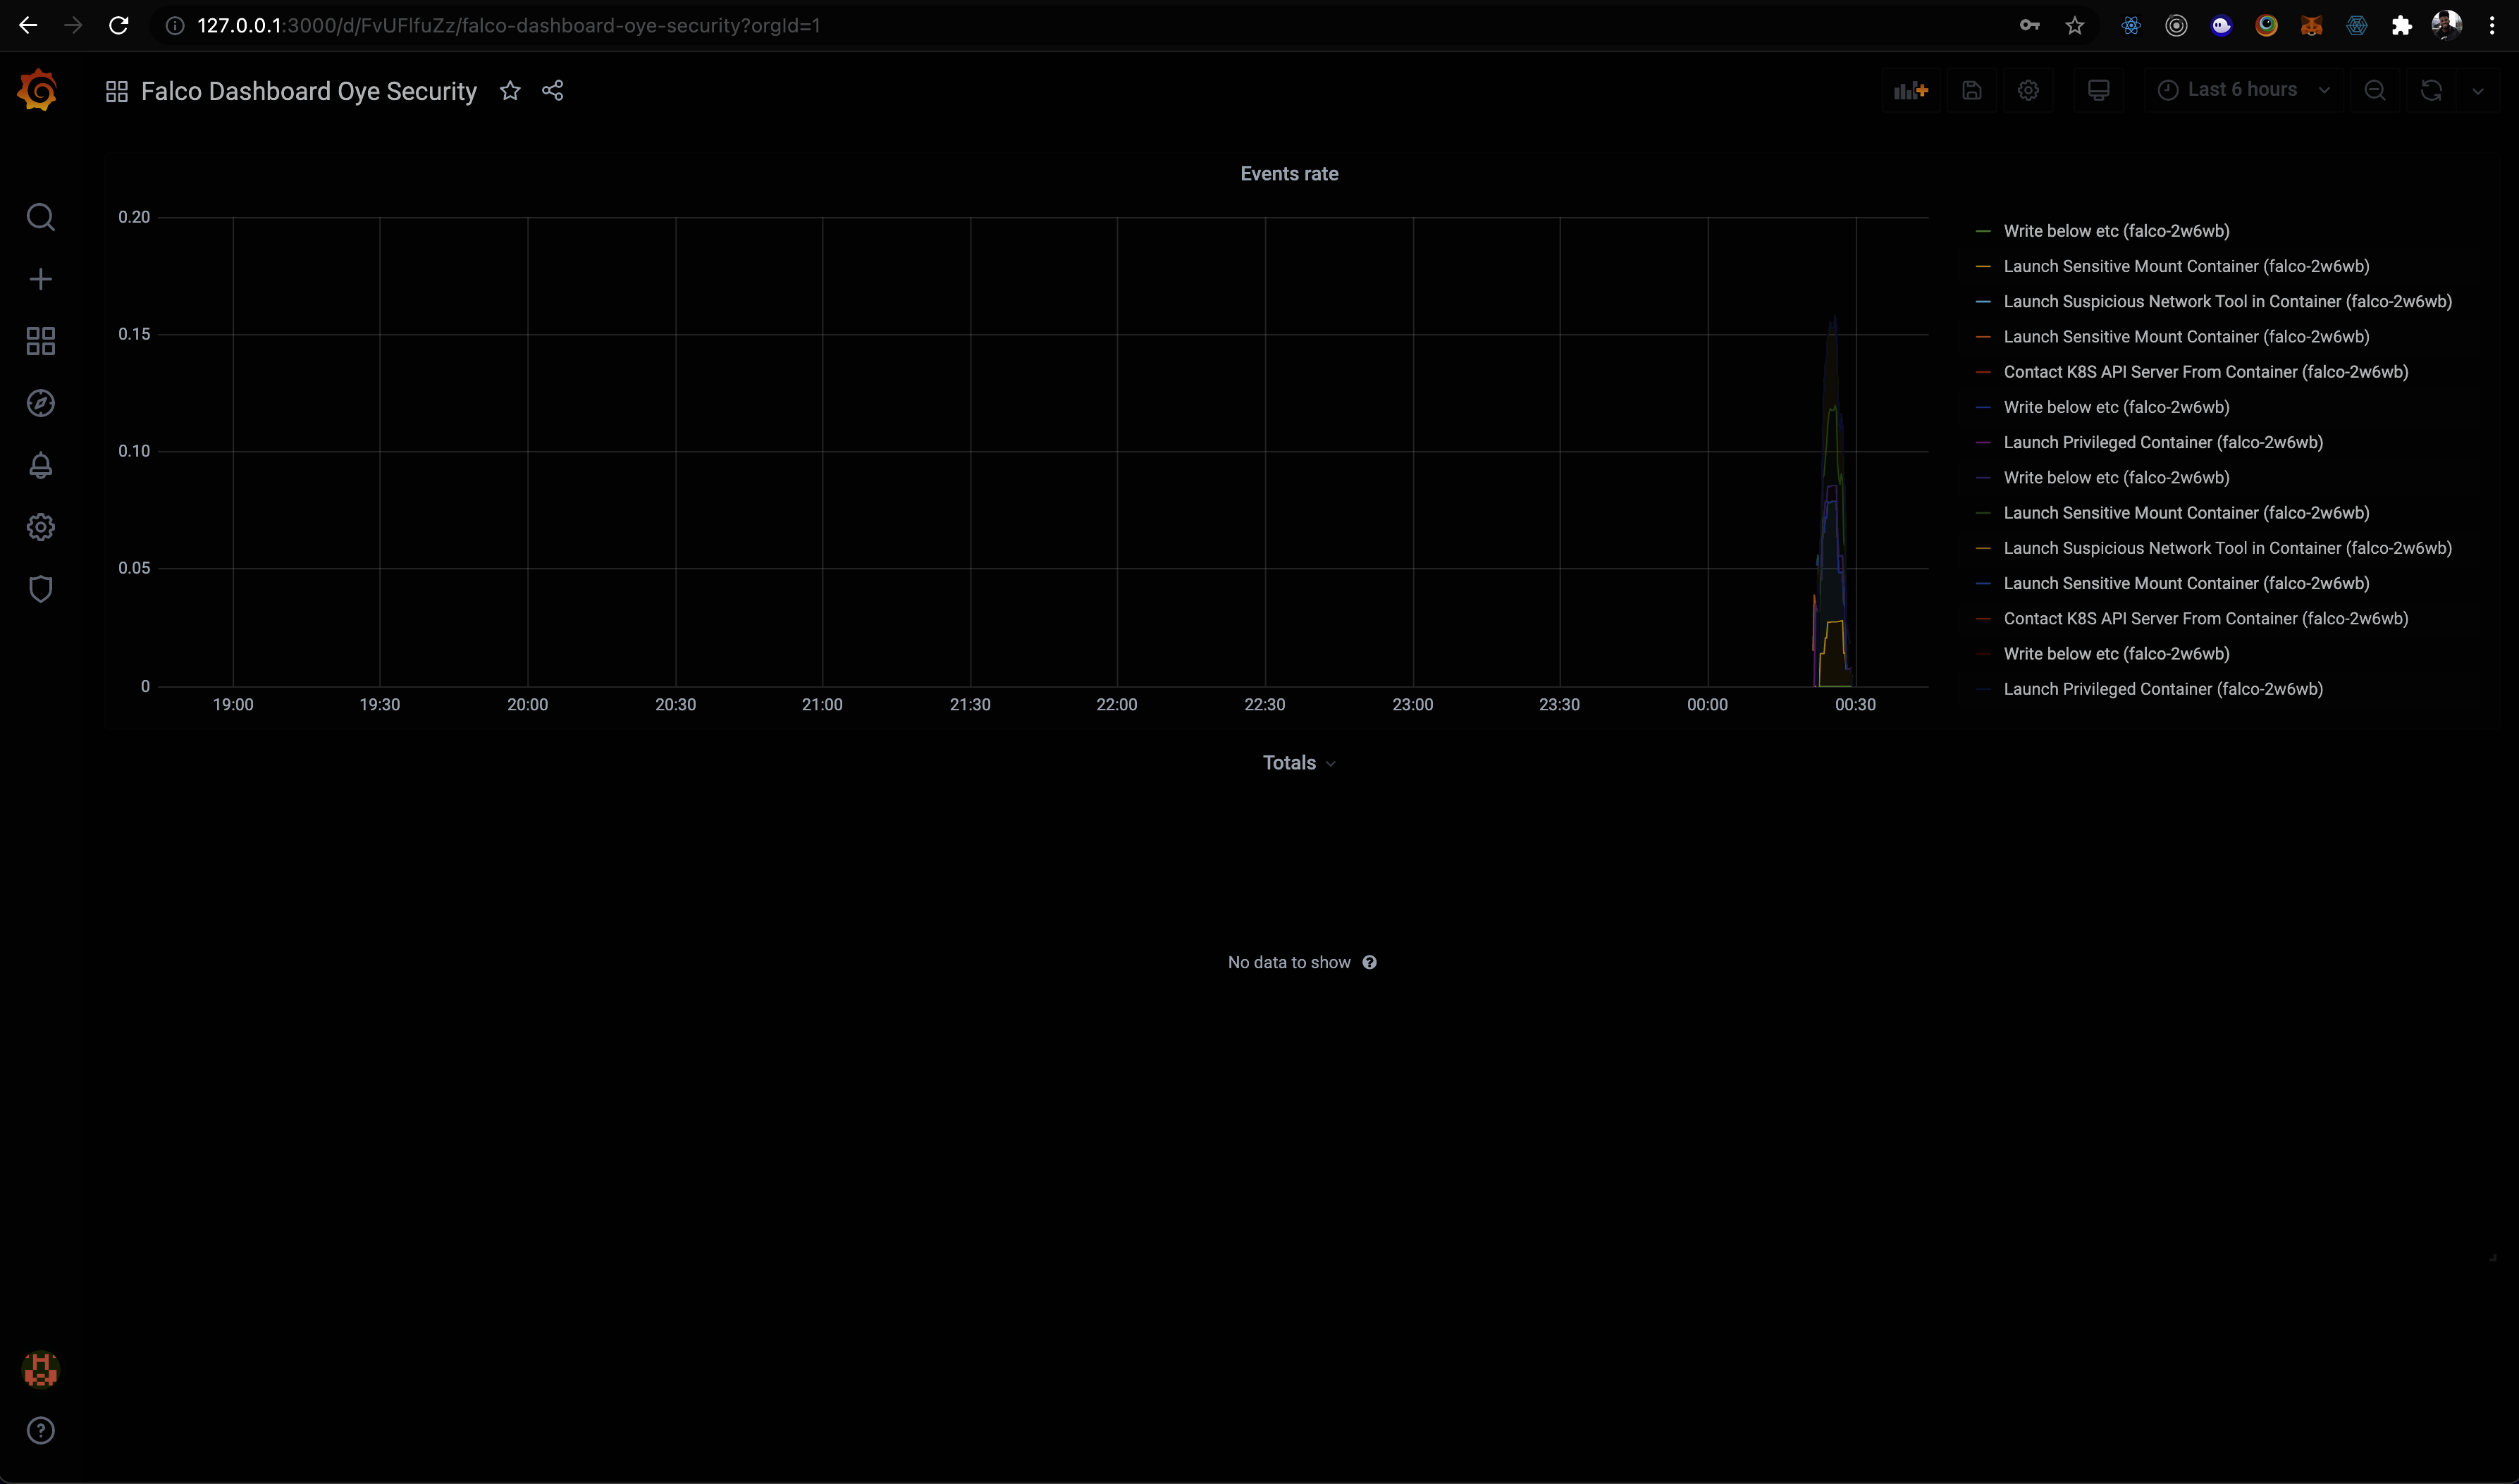 127.0.0.1:3000/d/FvUFlfuZz/falco-dashboard-oye-security?orgId=1
Falco Dashboard Oye Security
Last 6 hours
Events rate
0.20
0.15
0.10
0.05
0
19:00 19:30 20:00 20:30 21:00 21:30 22:00 22:30 23:00 23:30 00:00 00:30
Write below etc (falco-2w6wb)
Launch Sensitive Mount Container (falco-2w6wb)
Launch Suspicious Network Tool in Container (falco-2w6wb)
Launch Sensitive Mount Container (falco-2w6wb)
Contact K8S API Server From Container (falco-2w6wb)
Write below etc (falco-2w6wb)
Launch Privileged Container (falco-2w6wb)
Write below etc (falco-2w6wb)
Launch Sensitive Mount Container (falco-2w6wb)
Launch Suspicious Network Tool in Container (falco-2w6wb)
Launch Sensitive Mount Container (falco-2w6wb)
Contact K8S API Server From Container (falco-2w6wb)
Write below etc (falco-2w6wb)
Launch Privileged Container (falco-2w6wb)
Totals
No data to show